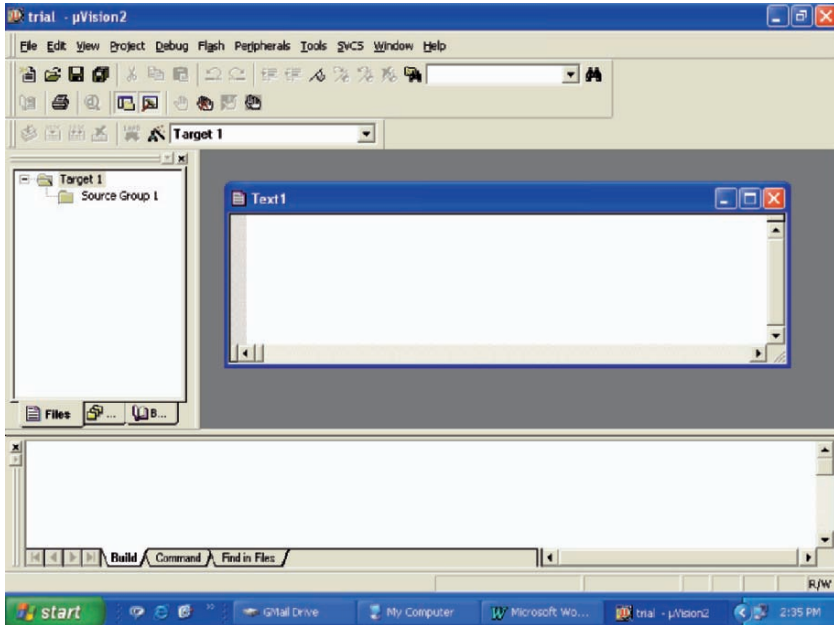 trial - µVision2
File Edit View Project Debug Flash Peripherals Tools SVCS Window Help
Target 1
Target 1
Source Group 1
Text1
Files ... B...
Build Command Find in Files
R/W
start GMail Drive My Computer Microsoft Wo... trial - µVision2 2:35 PM